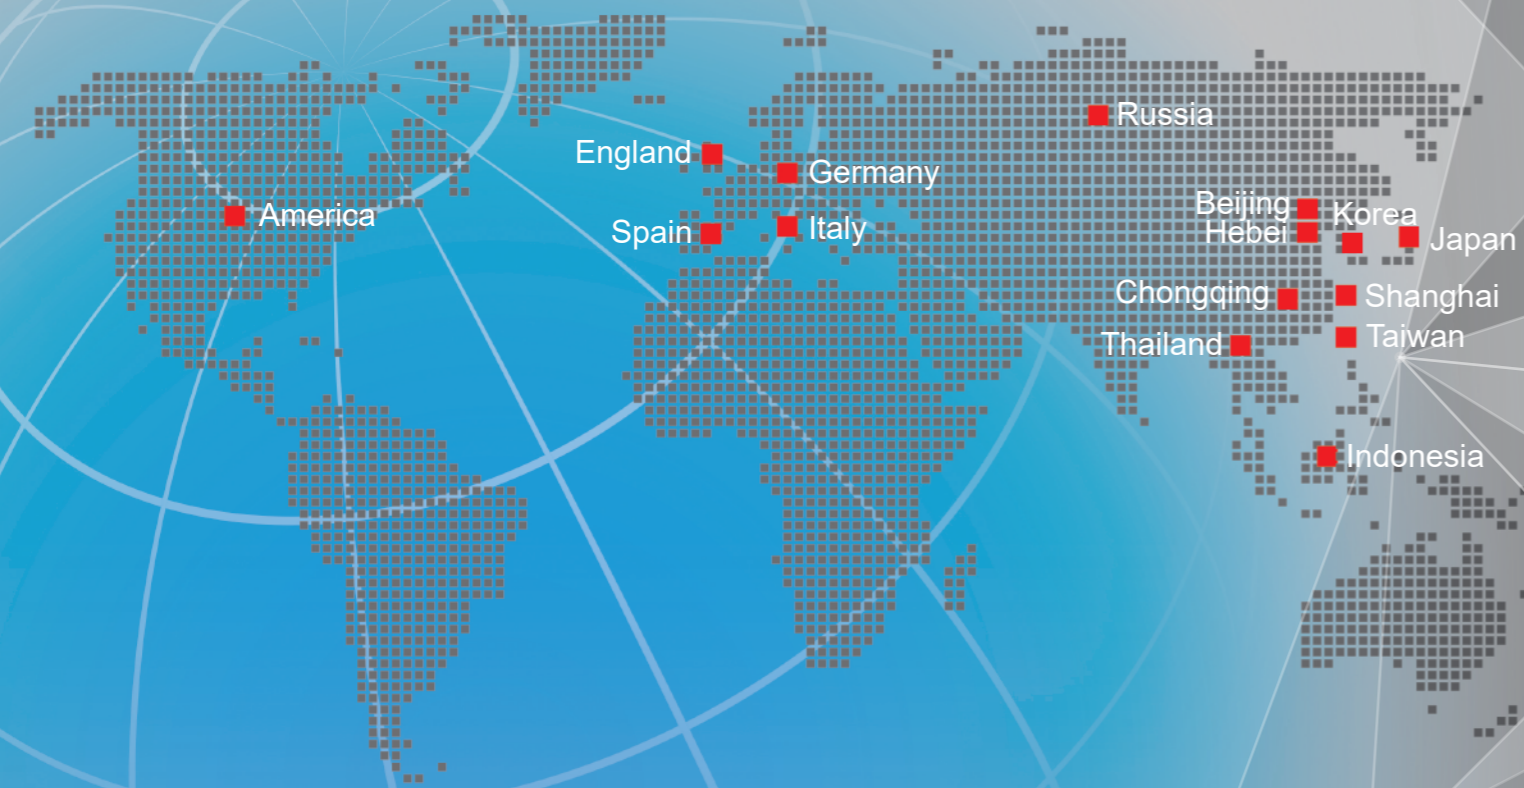 Russia
England
Germany
America
Spain
Italy
Beijing
Hebei
Korea
Japan
Chongqing
Shanghai
Thailand
Taiwan
Indonesia